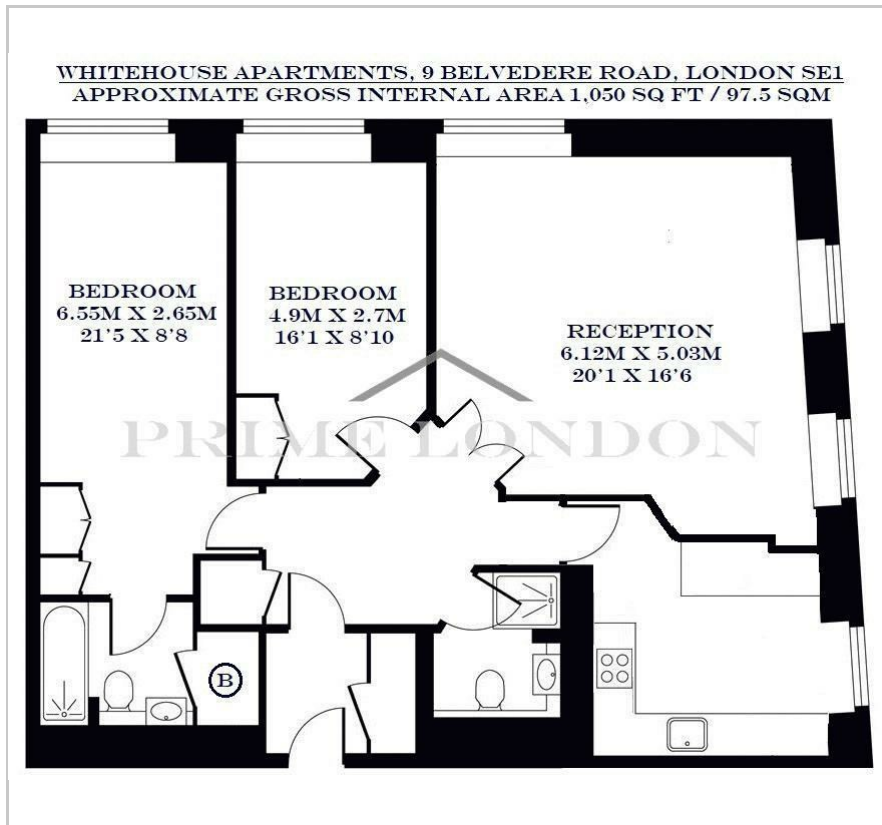 WHITEHOUSE APARTMENTS, 9 BELVEDERE ROAD, LONDON SE1
APPROXIMATE GROSS INTERNAL AREA 1,050 SQ FT / 97.5 SQM
BEDROOM
6.55M X 2.65M
21'5 X 8'8
BEDROOM
4.9M X 2.7M
16'1 X 8'10
RECEPTION
6.12M X 5.03M
20'1 X 16'6
PRIME LONDON
B